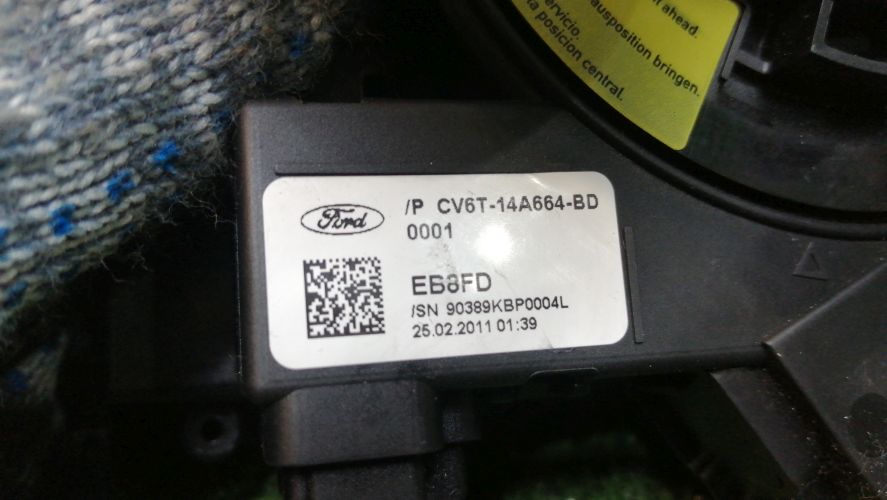 ahead.
ausposition bringen.
servicio.
la posicion central.
Ford
/P CV6T-14A664-BD
0001
EB8FD
/SN 90389KBP0004L
25.02.2011 01:39